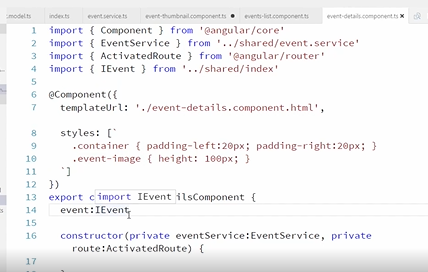 .model.ts index.ts event.service.ts event-thumbnail.component.ts events-list.component.ts event-details.component.ts
1 import { Component } from '@angular/core'
2 import { EventService } from '../shared/event.service'
3 import { ActivatedRoute } from '@angular/router'
4 import { IEvent } from '../shared/index'
5
6 @Component({
7 templateUrl: './event-details.component.html',
8 styles: [`
9 .container { padding-left:20px; padding-right:20px; }
10 .event-image { height: 100px; }
11 `]
12 })
13 export c import IEvent ilsComponent {
14 event:IEvent
15
16 constructor(private eventService:EventService, private
route:ActivatedRoute) {
17